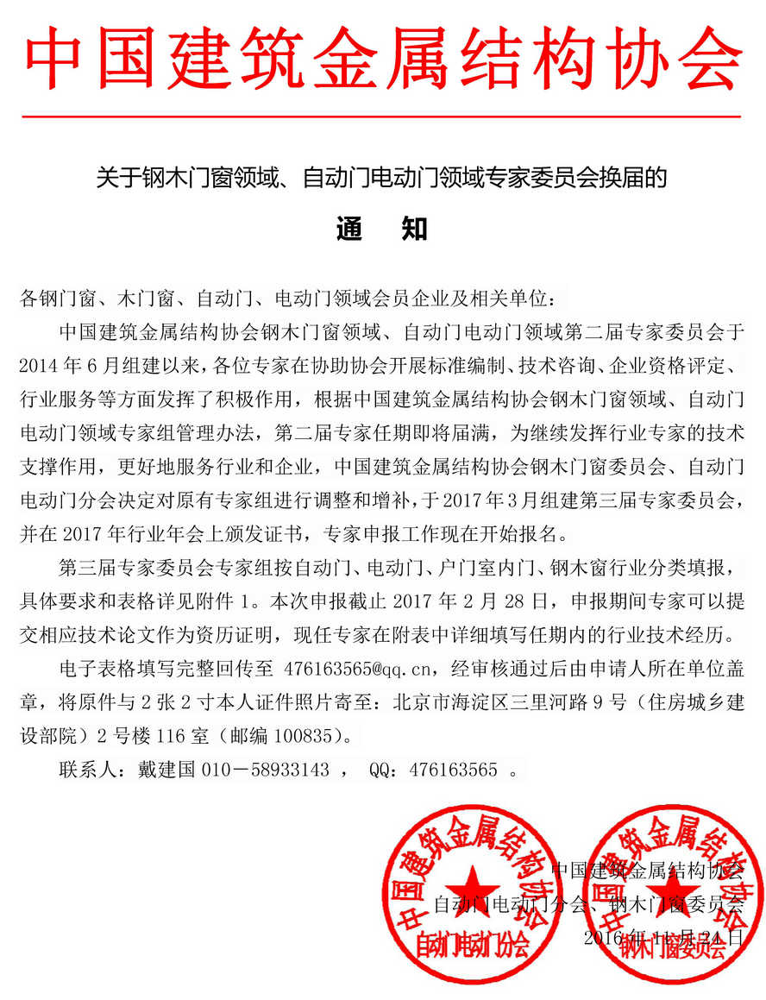 中国建筑金属结构协会
关于钢木门窗领域、自动门电动门领域专家委员会换届的
通 知
各钢门窗、木门窗、自动门、电动门领域会员企业及相关单位：
中国建筑金属结构协会钢木门窗领域、自动门电动门领域第二届专家委员会于
2014年6月组建以来，各位专家在协助协会开展标准编制、技术咨询、企业资格评定、
行业服务等方面发挥了积极作用，根据中国建筑金属结构协会钢木门窗领域、自动门
电动门领域专家组管理办法，第二届专家任期即将届满，为继续发挥行业专家的技术
支撑作用，更好地服务行业和企业，中国建筑金属结构协会钢木门窗委员会、自动门
电动门分会决定对原有专家组进行调整和增补，于2017年3月组建第三届专家委员会，
并在2017年行业年会上颁发证书，专家申报工作现在开始报名。
第三届专家委员会专家组按自动门、电动门、户门室内门、钢木窗行业分类填报，
具体要求和表格详见附件1。本次申报截止2017年2月28日，申报期间专家可以提
交相应技术论文作为资历证明，现任专家在附表中详细填写任期内的行业技术经历。
电子表格填写完整回传至 476163565@qq.cn，经审核通过后由申请人所在单位盖
章，将原件与2张2寸本人证件照片寄至：北京市海淀区三里河路9号（住房城乡建
设部院）2号楼116室（邮编100835）。
联系人：戴建国010－58933143 ， QQ：476163565 。
中国建筑金属结构协会
自动门电动门分会、钢木门窗委员会
2016年11月24日
中国建筑金属结构协会
自动门电动门分会
中国建筑金属结构协会
钢木门窗委员会